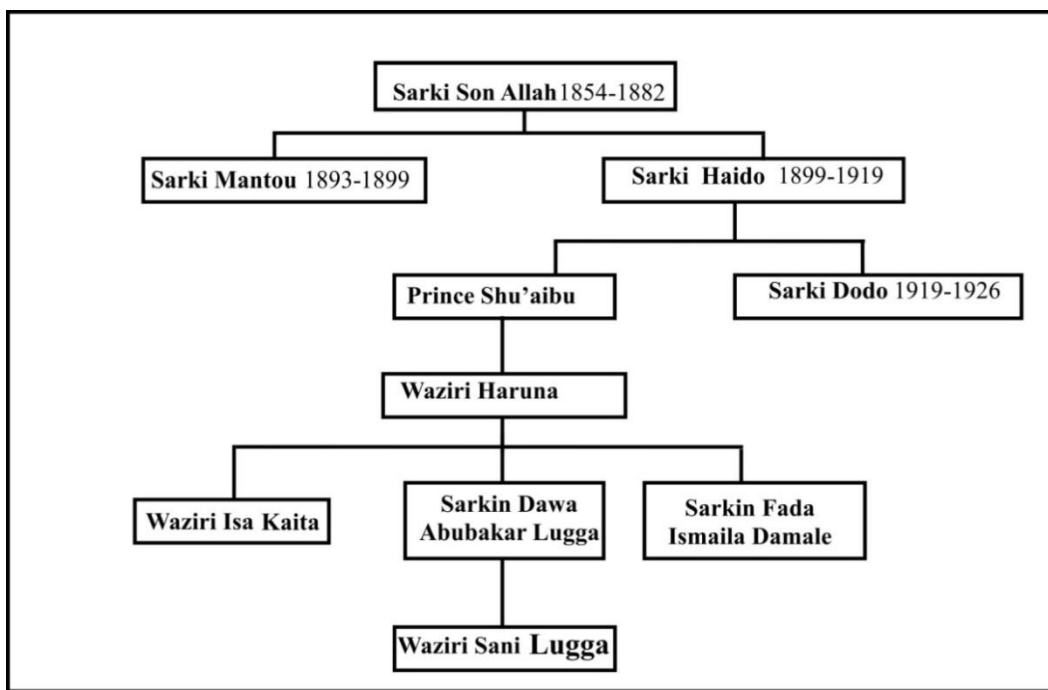 Sarki Son Allah 1854-1882
Sarki Mantou 1893-1899
Sarki Haido 1899-1919
Prince Shu’aibu
Sarki Dodo 1919-1926
Waziri Haruna
Waziri Isa Kaita
Sarkin Dawa
Abubakar Lugga
Sarkin Fada
Ismaila Damale
Waziri Sani Lugga